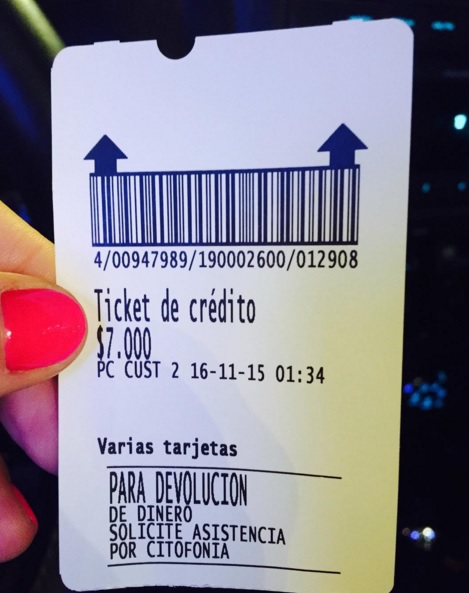 4/00947989/190002600/012908
Ticket de crédito
$7.000
PC CUST 2 16-11-15 01:34
Varias tarjetas
PARA DEVOLUCION
DE DINERO
SOLICITE ASISTENCIA
POR CITOFONIA